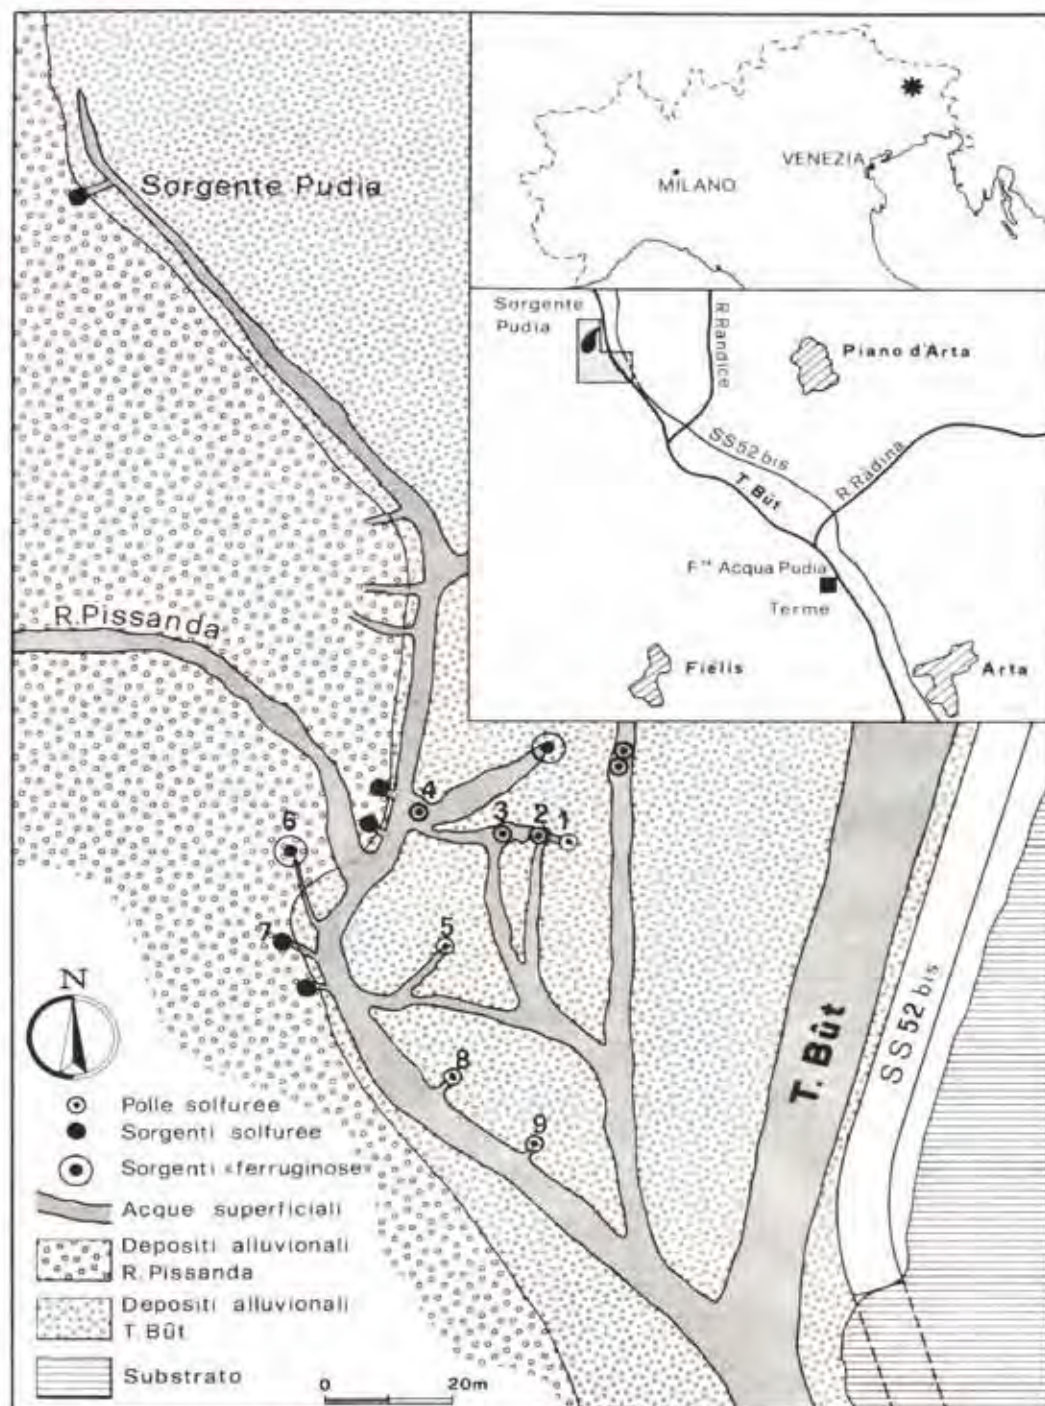 MILANO
VENEZIA
Sorgente Pudia
Sorgente
Pudia
R. Randice
Piano d'Arta
SS52 bis
T. Bût
R. Radina
F.te Acqua Pudia
Terme
Fielis
Arta
R. Pissanda
4
3
2
1
6
5
7
8
9
T. Bût
SS 52 bis
N
Polle solfuree
Sorgenti solfuree
Sorgenti «ferruginose»
Acque superficiali
Depositi alluvionali
R. Pissanda
Depositi alluvionali
T. Bût
Substrato
0 20m